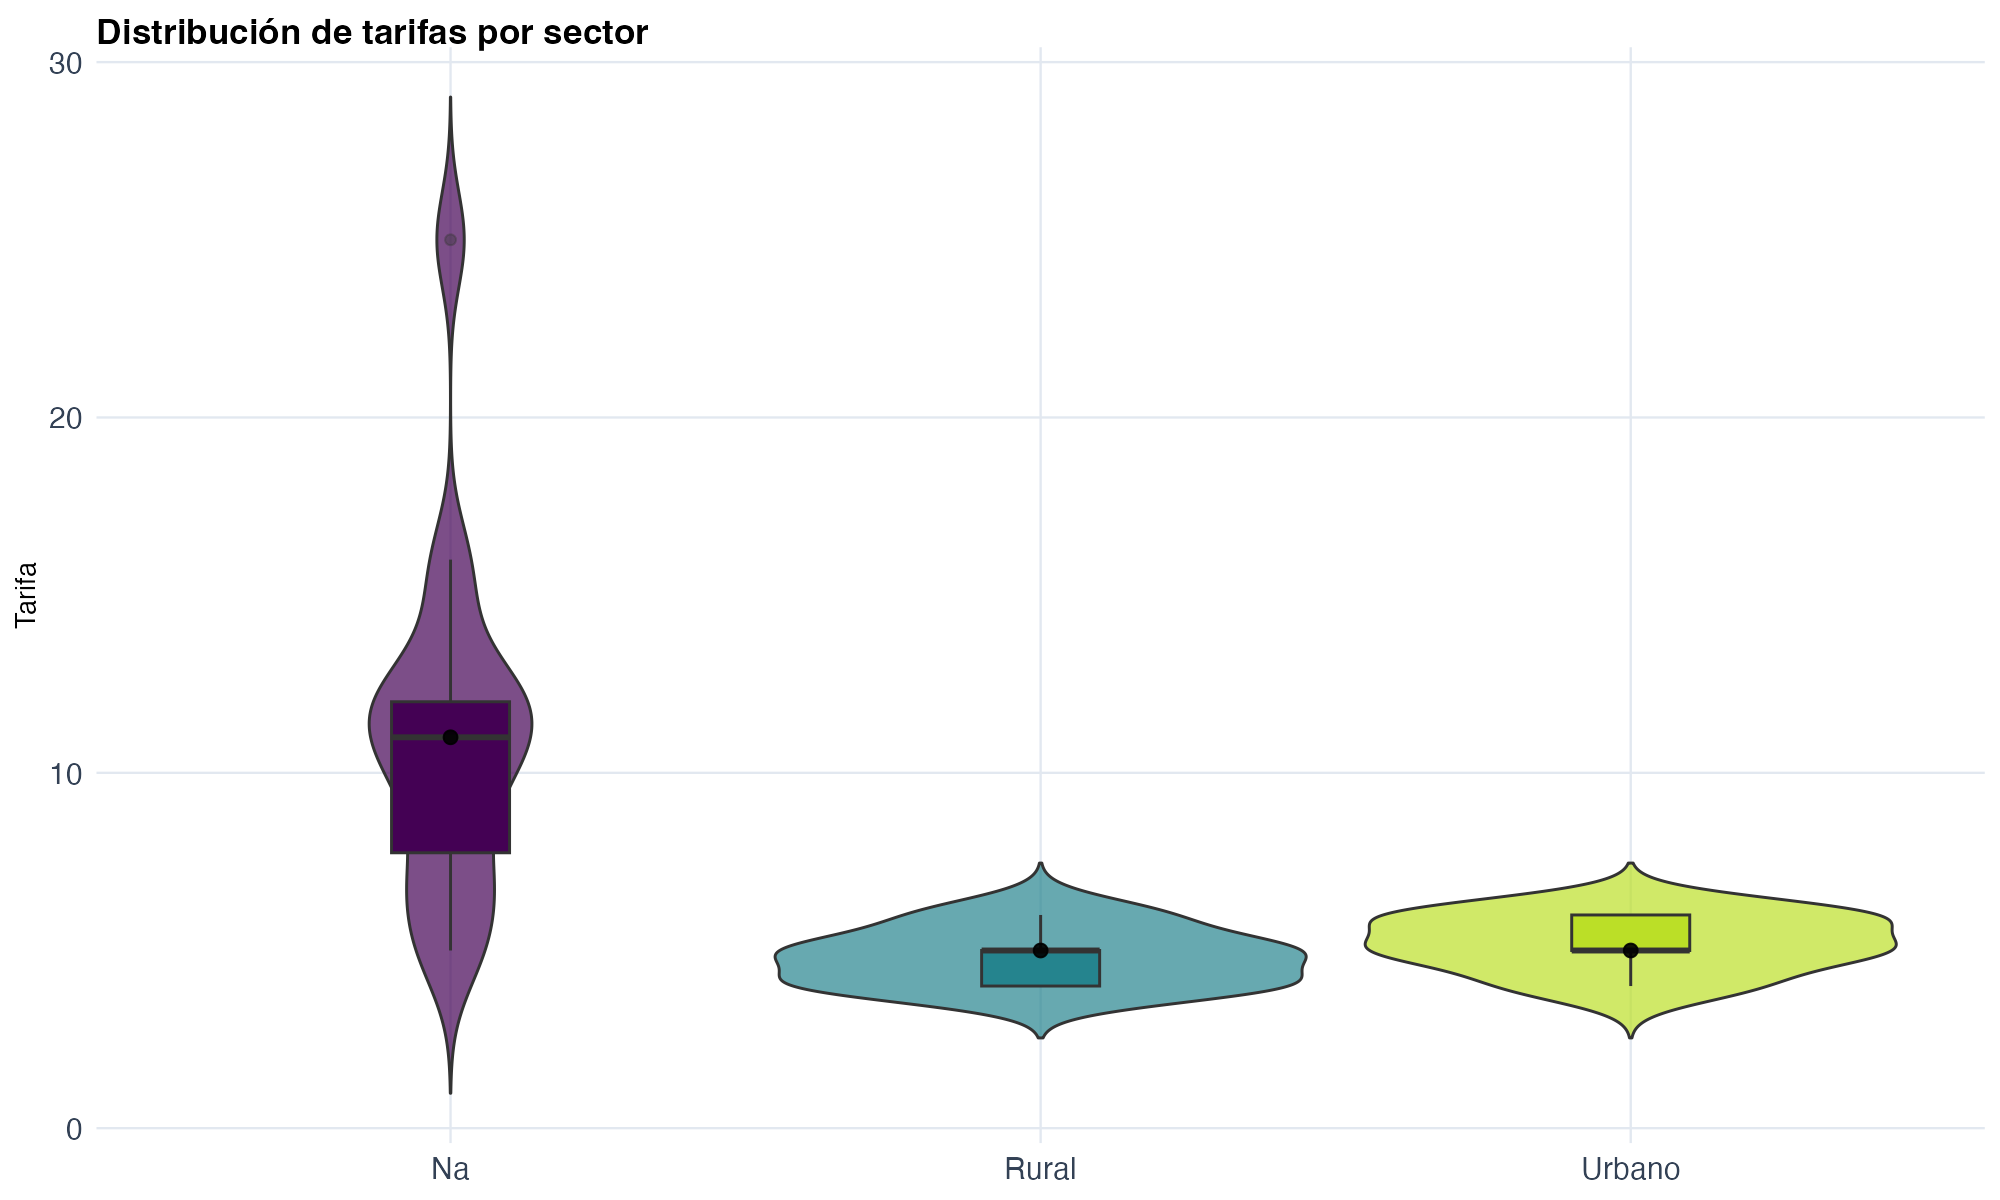 Distribución de tarifas por sector
30
20
10
0
Tarifa
Na
Rural
Urbano